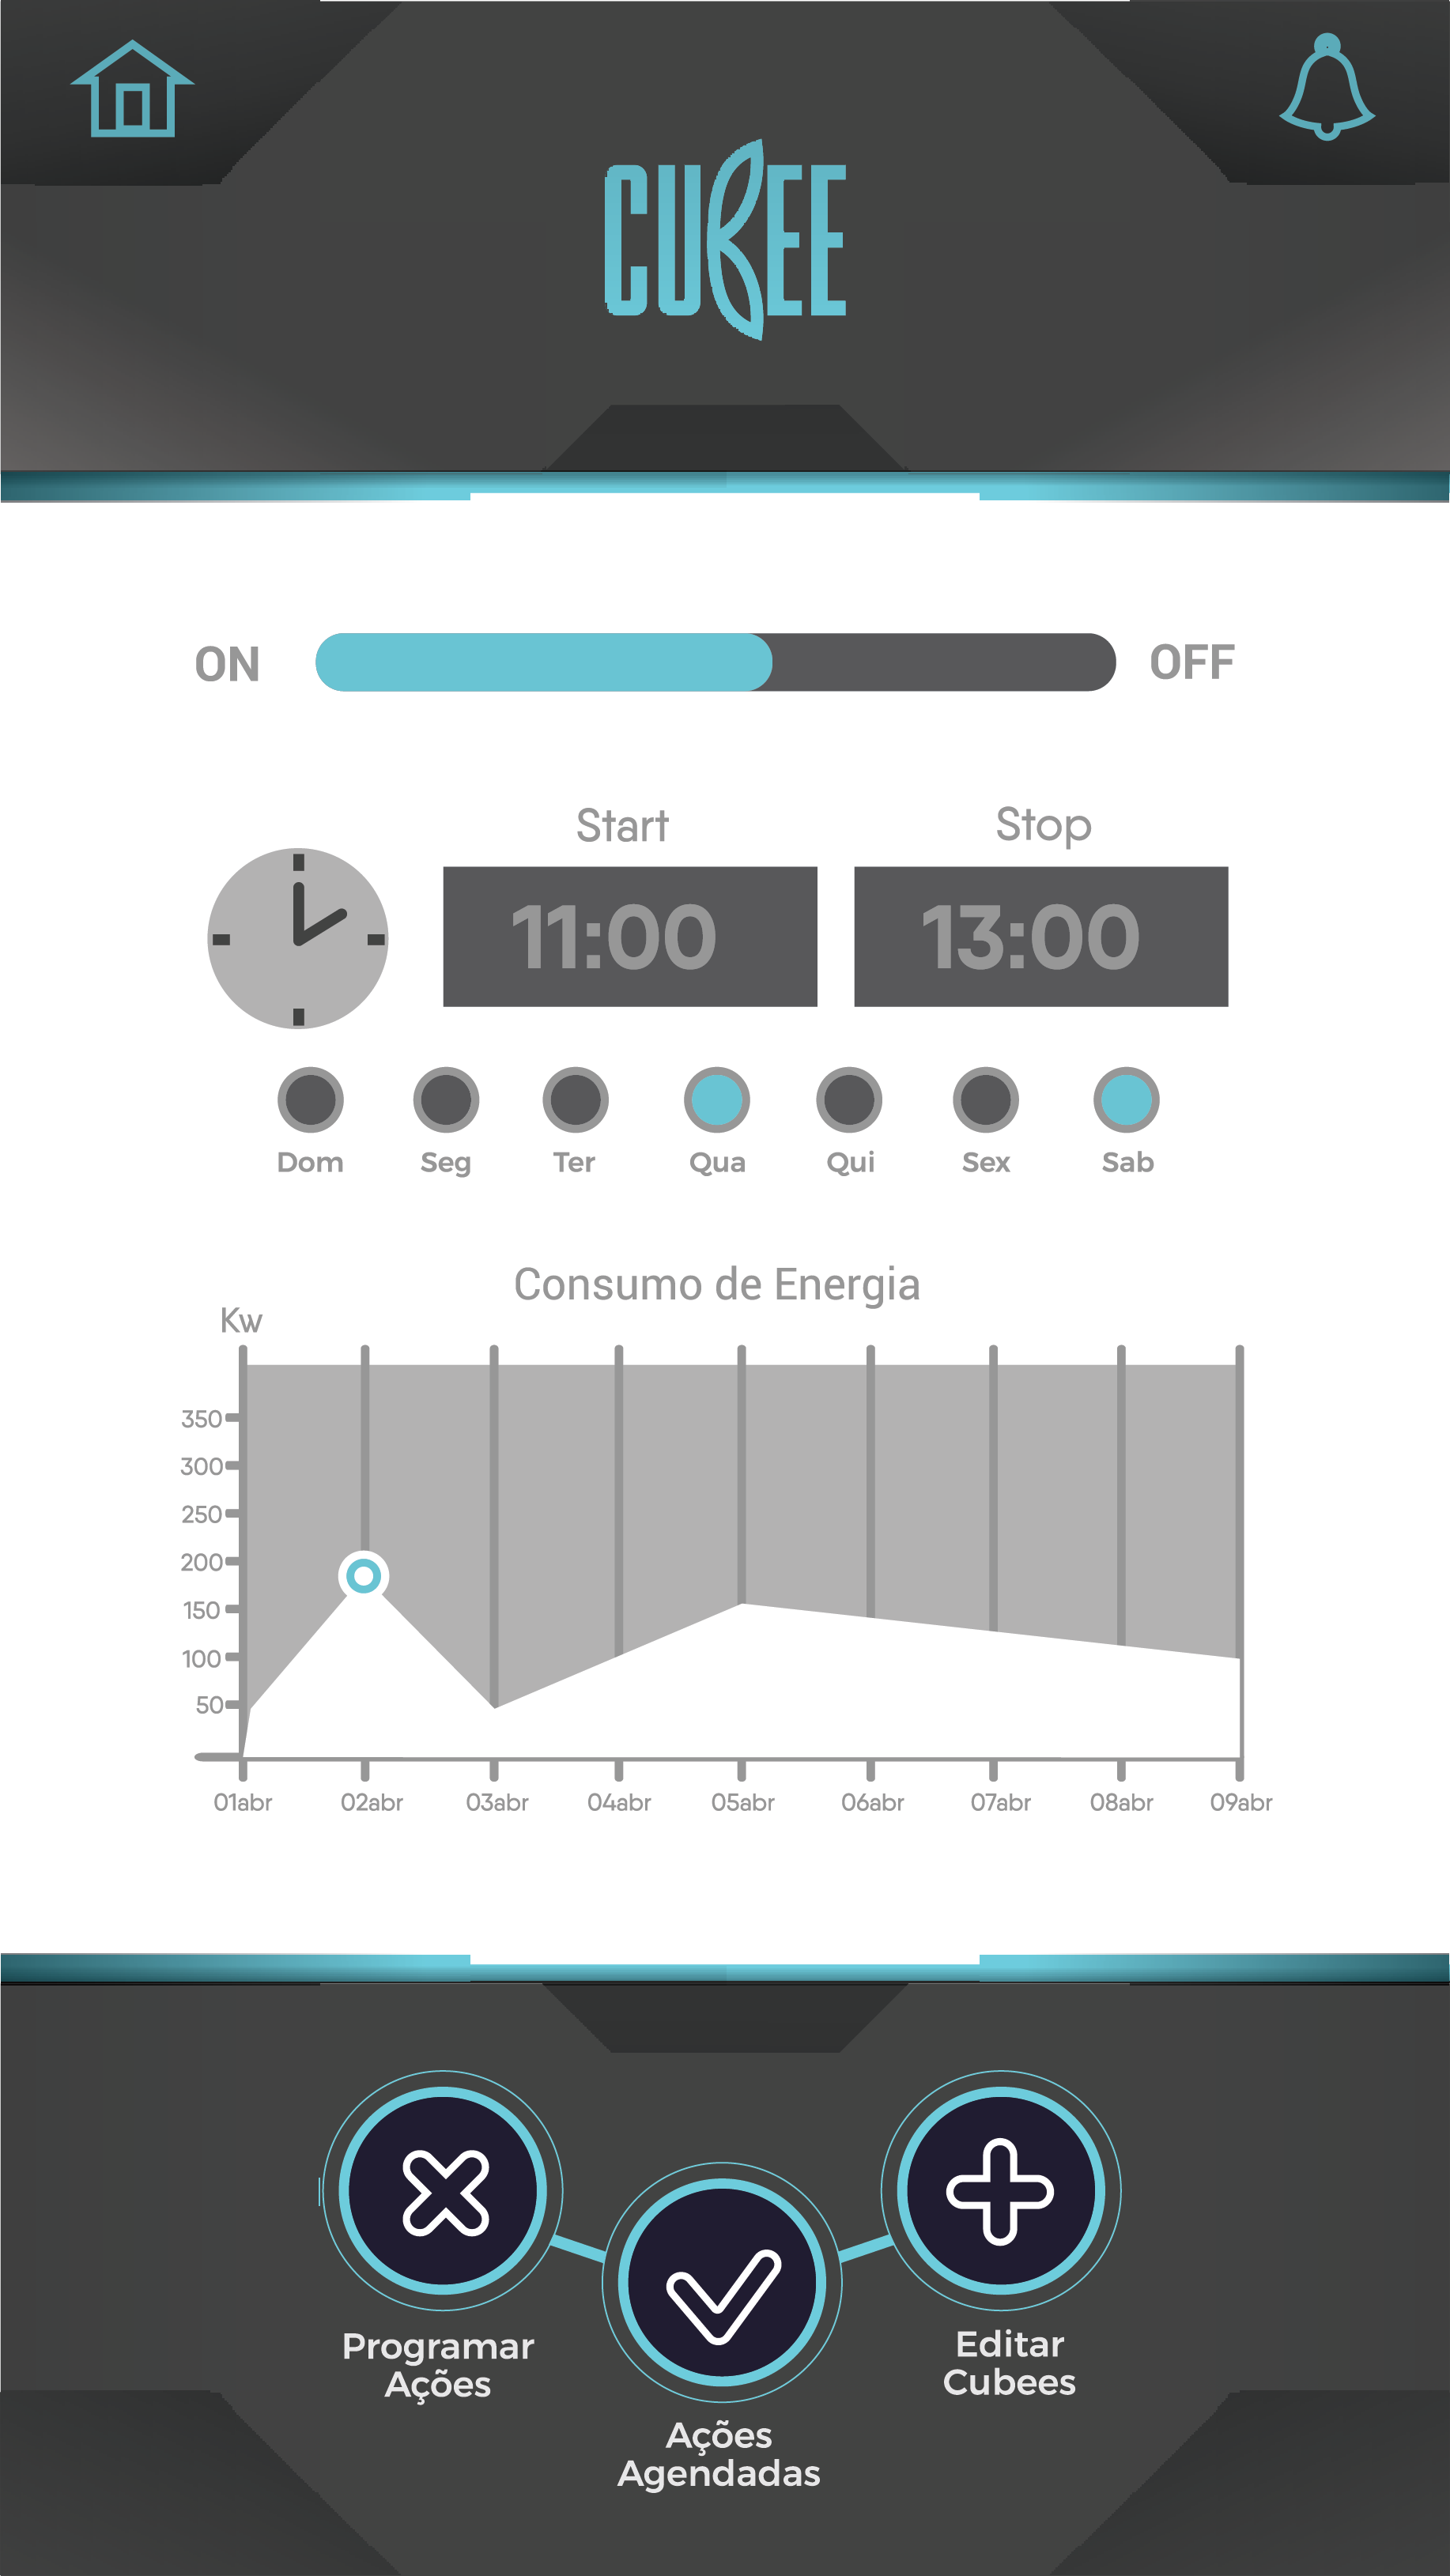 CUBEE
ON
OFF
Start
Stop
11:00
13:00
Dom Seg Ter Qua Qui Sex Sab
Consumo de Energia
Kw
350
300
250
200
150
100
50
01abr 02abr 03abr 04abr 05abr 06abr 07abr 08abr 09abr
Programar
Ações
Ações
Agendadas
Editar
Cubees